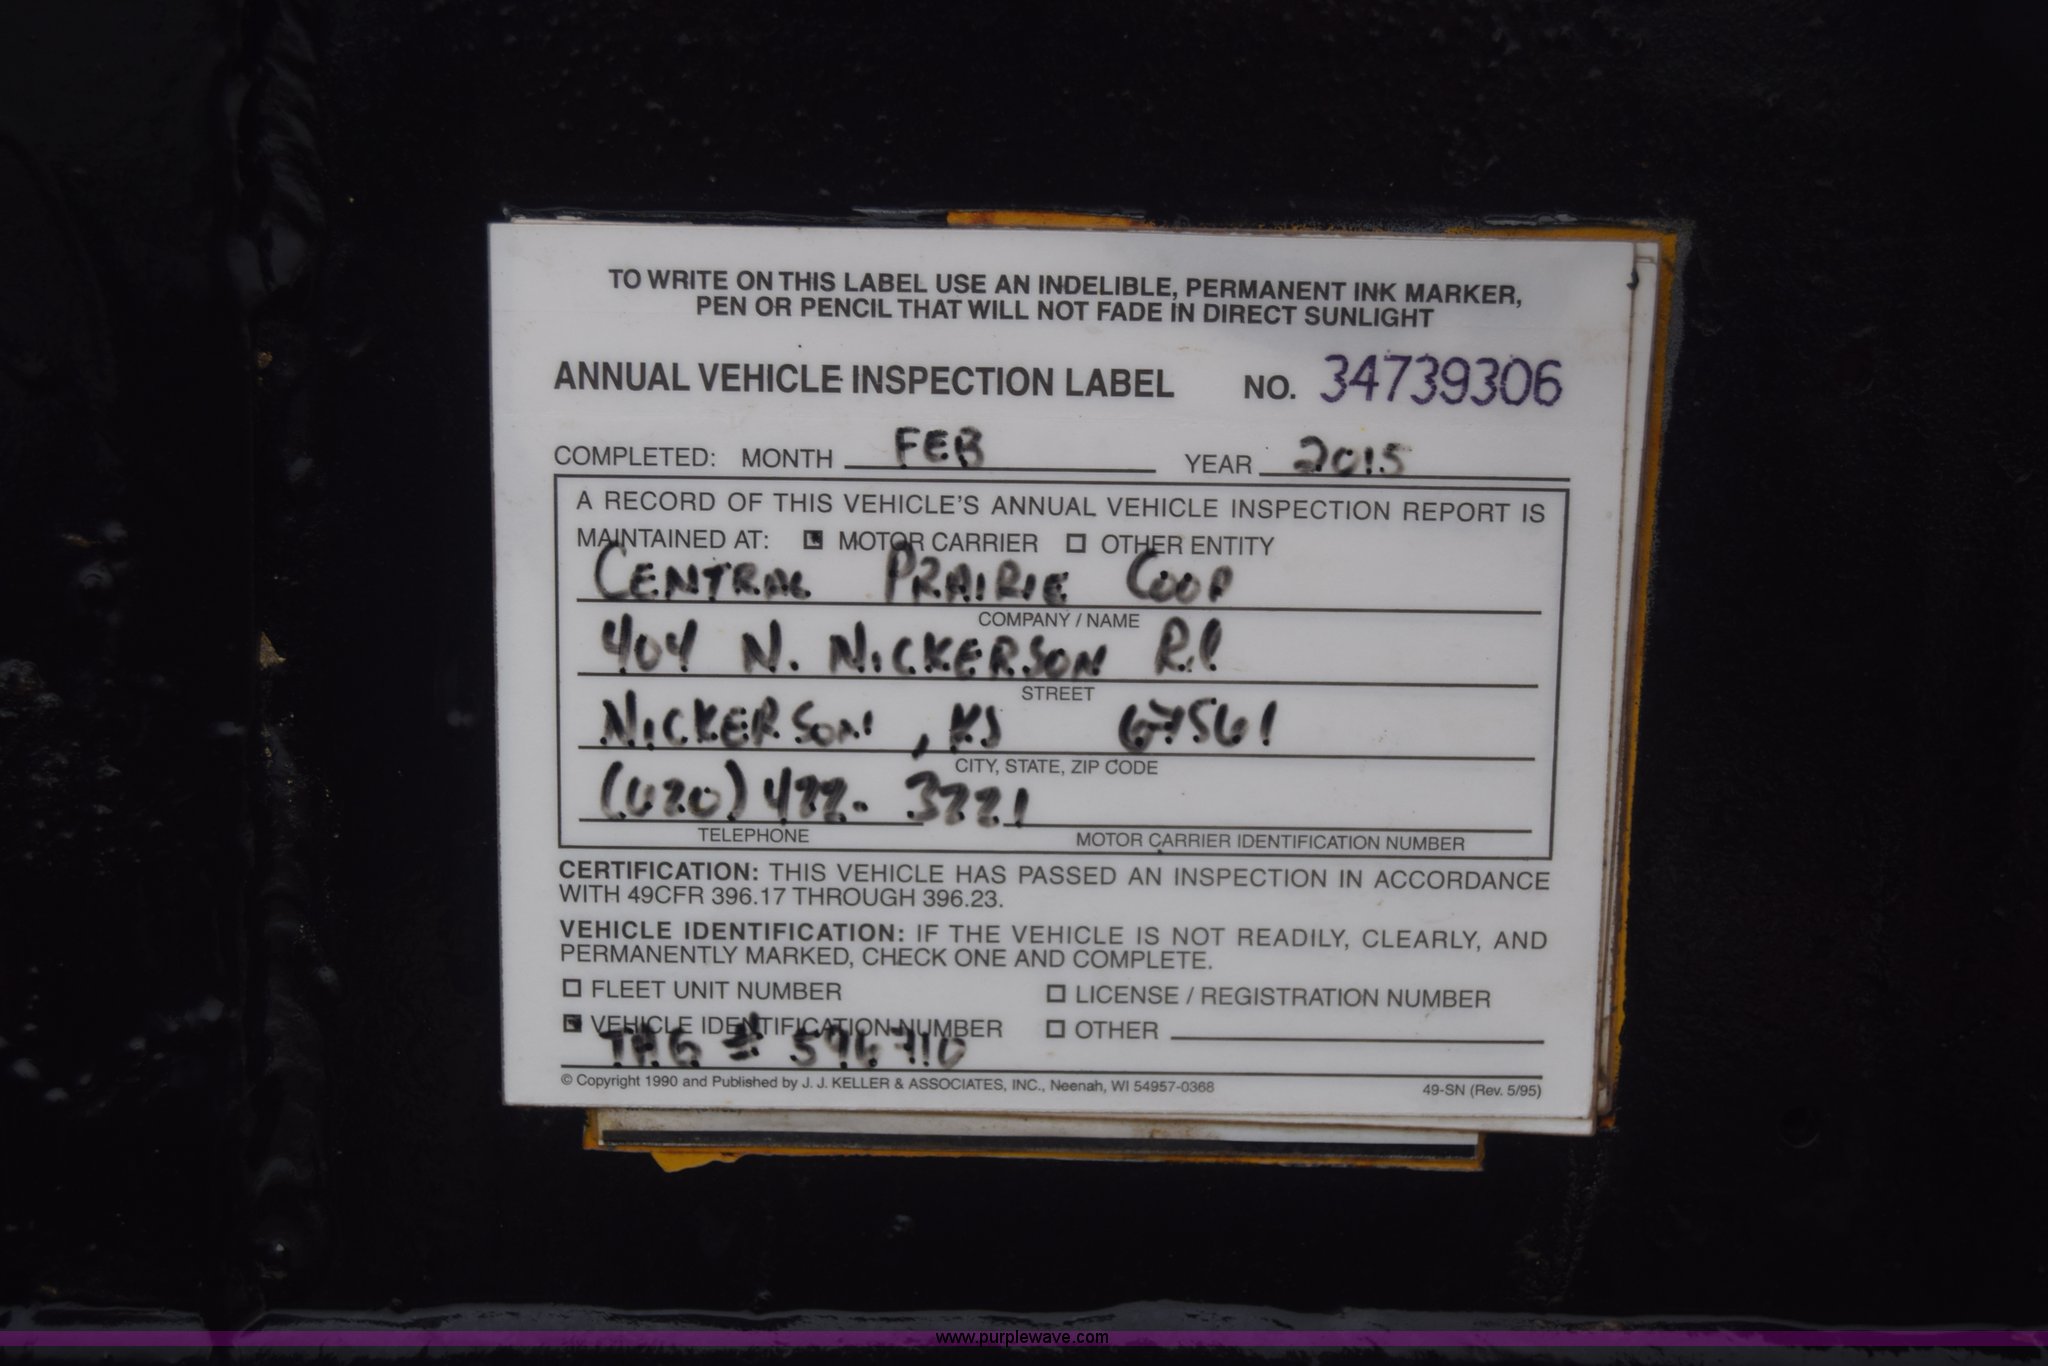 TO WRITE ON THIS LABEL USE AN INDELIBLE, PERMANENT INK MARKER,
PEN OR PENCIL THAT WILL NOT FADE IN DIRECT SUNLIGHT
ANNUAL VEHICLE INSPECTION LABEL NO. 34739306
COMPLETED: MONTH FEB YEAR 2015
A RECORD OF THIS VEHICLE'S ANNUAL VEHICLE INSPECTION REPORT IS
MAINTAINED AT: MOTOR CARRIER OTHER ENTITY
CENTRAL PRAIRIE COOP
COMPANY / NAME
404 N. NICKERSON Rd
STREET
NICKERSON, KS 67561
CITY, STATE, ZIP CODE
(620) 422-3221
TELEPHONE MOTOR CARRIER IDENTIFICATION NUMBER
CERTIFICATION: THIS VEHICLE HAS PASSED AN INSPECTION IN ACCORDANCE
WITH 49CFR 396.17 THROUGH 396.23.
VEHICLE IDENTIFICATION: IF THE VEHICLE IS NOT READILY, CLEARLY, AND
PERMANENTLY MARKED, CHECK ONE AND COMPLETE.
FLEET UNIT NUMBER LICENSE / REGISTRATION NUMBER
VEHICLE IDENTIFICATION NUMBER OTHER
TAG # 596710
© Copyright 1990 and Published by J. J. KELLER & ASSOCIATES, INC., Neenah, WI 54957-0368 49-SN (Rev. 5/95)
www.purplewave.com